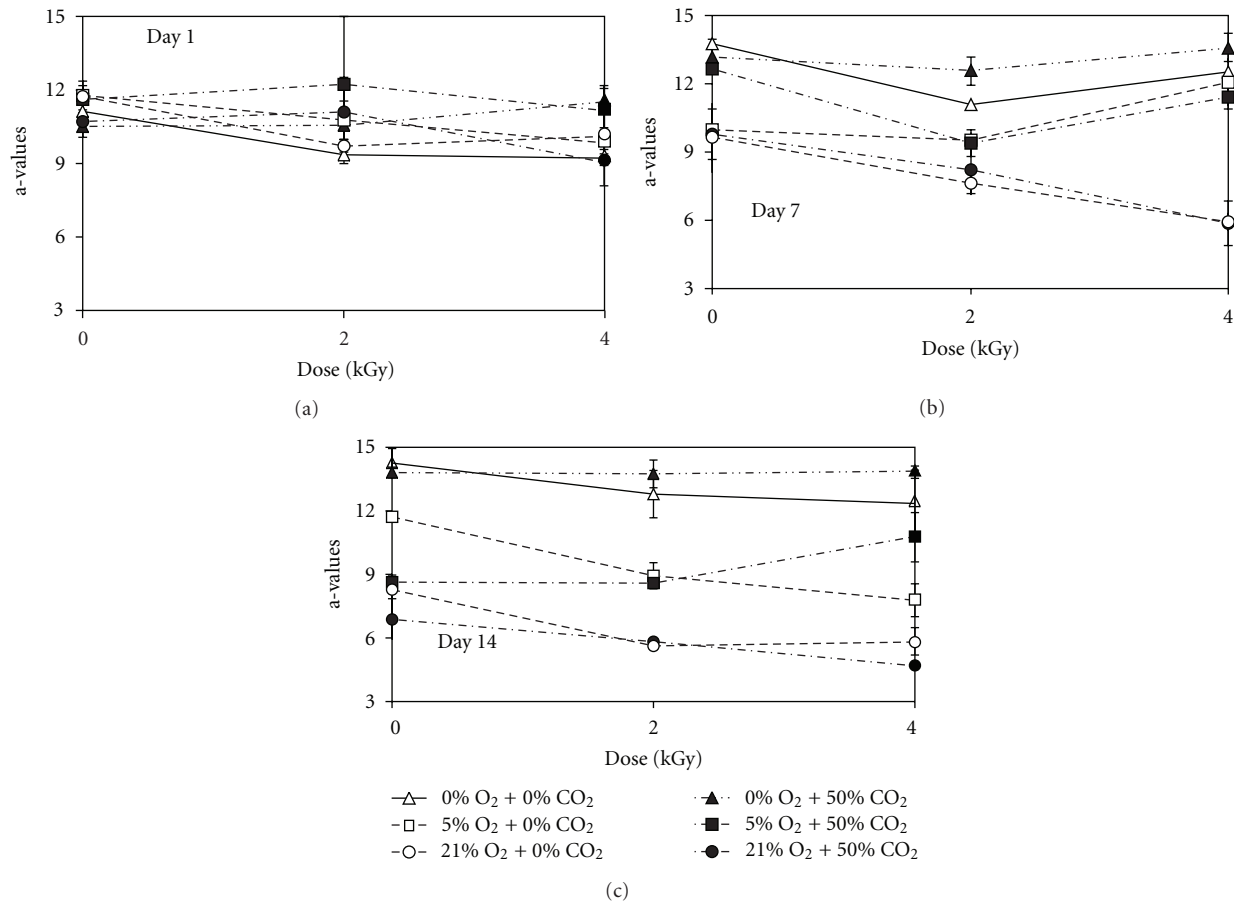 15
12
9
6
3
a-values
Day 1
0
2
4
Dose (kGy)
(a)
15
12
9
6
3
a-values
Day 7
0
2
4
Dose (kGy)
(b)
15
12
9
6
3
a-values
Day 14
0
2
4
Dose (kGy)
0% O₂ + 0% CO₂
5% O₂ + 0% CO₂
21% O₂ + 0% CO₂
0% O₂ + 50% CO₂
5% O₂ + 50% CO₂
21% O₂ + 50% CO₂
(c)